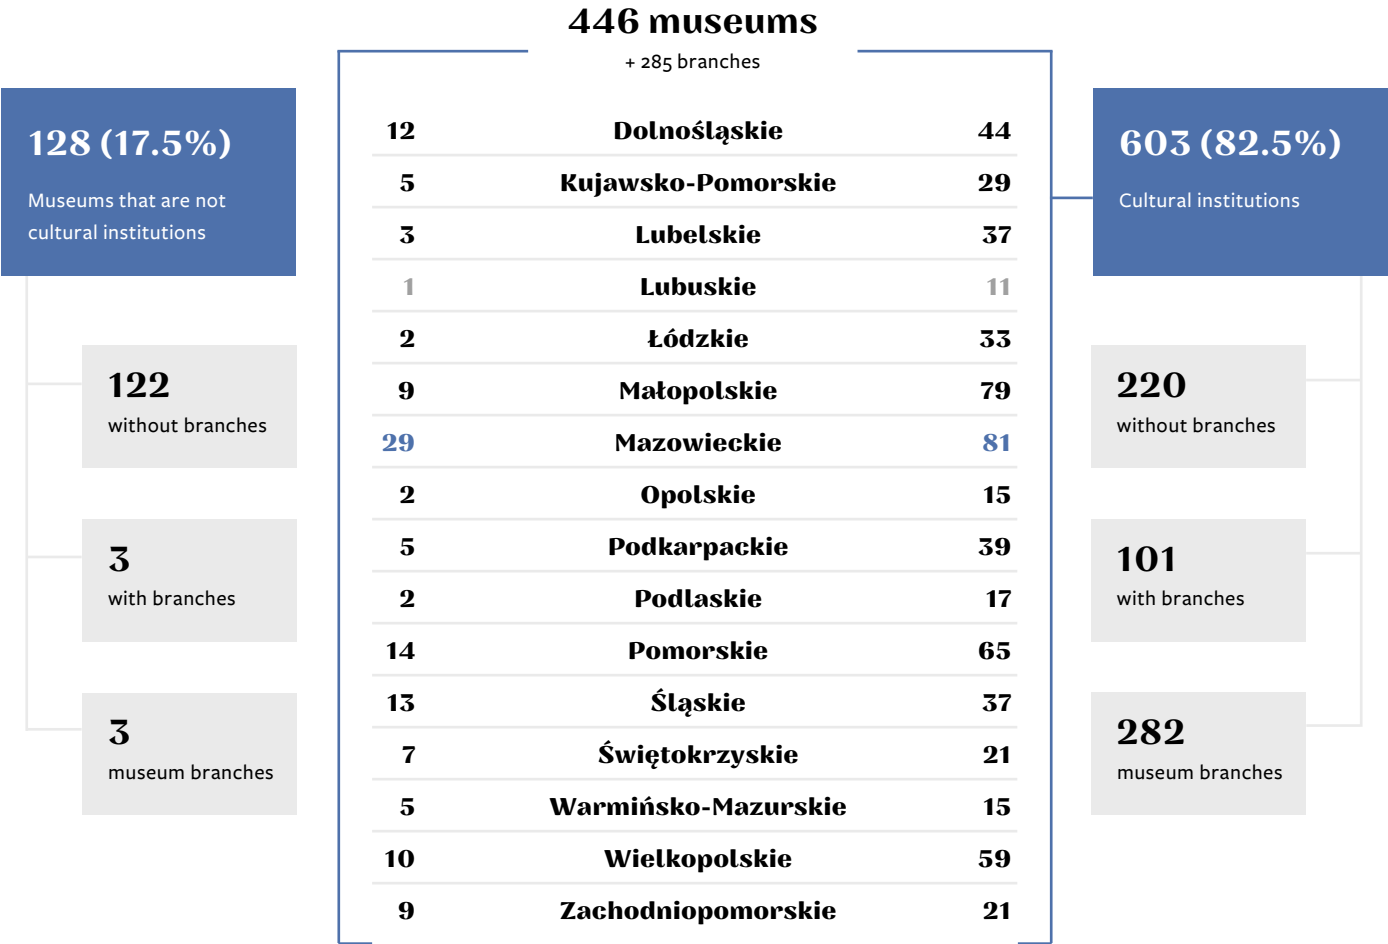 446 museums
+ 285 branches
128 (17.5%)
Museums that are not
cultural institutions
122
without branches
3
with branches
3
museum branches
12 Dolnośląskie 44
5 Kujawsko-Pomorskie 29
3 Lubelskie 37
1 Lubuskie 11
2 Łódzkie 33
9 Małopolskie 79
29 Mazowieckie 81
2 Opolskie 15
5 Podkarpackie 39
2 Podlaskie 17
14 Pomorskie 65
13 Śląskie 37
7 Świętokrzyskie 21
5 Warmińsko-Mazurskie 15
10 Wielkopolskie 59
9 Zachodniopomorskie 21
603 (82.5%)
Cultural institutions
220
without branches
101
with branches
282
museum branches